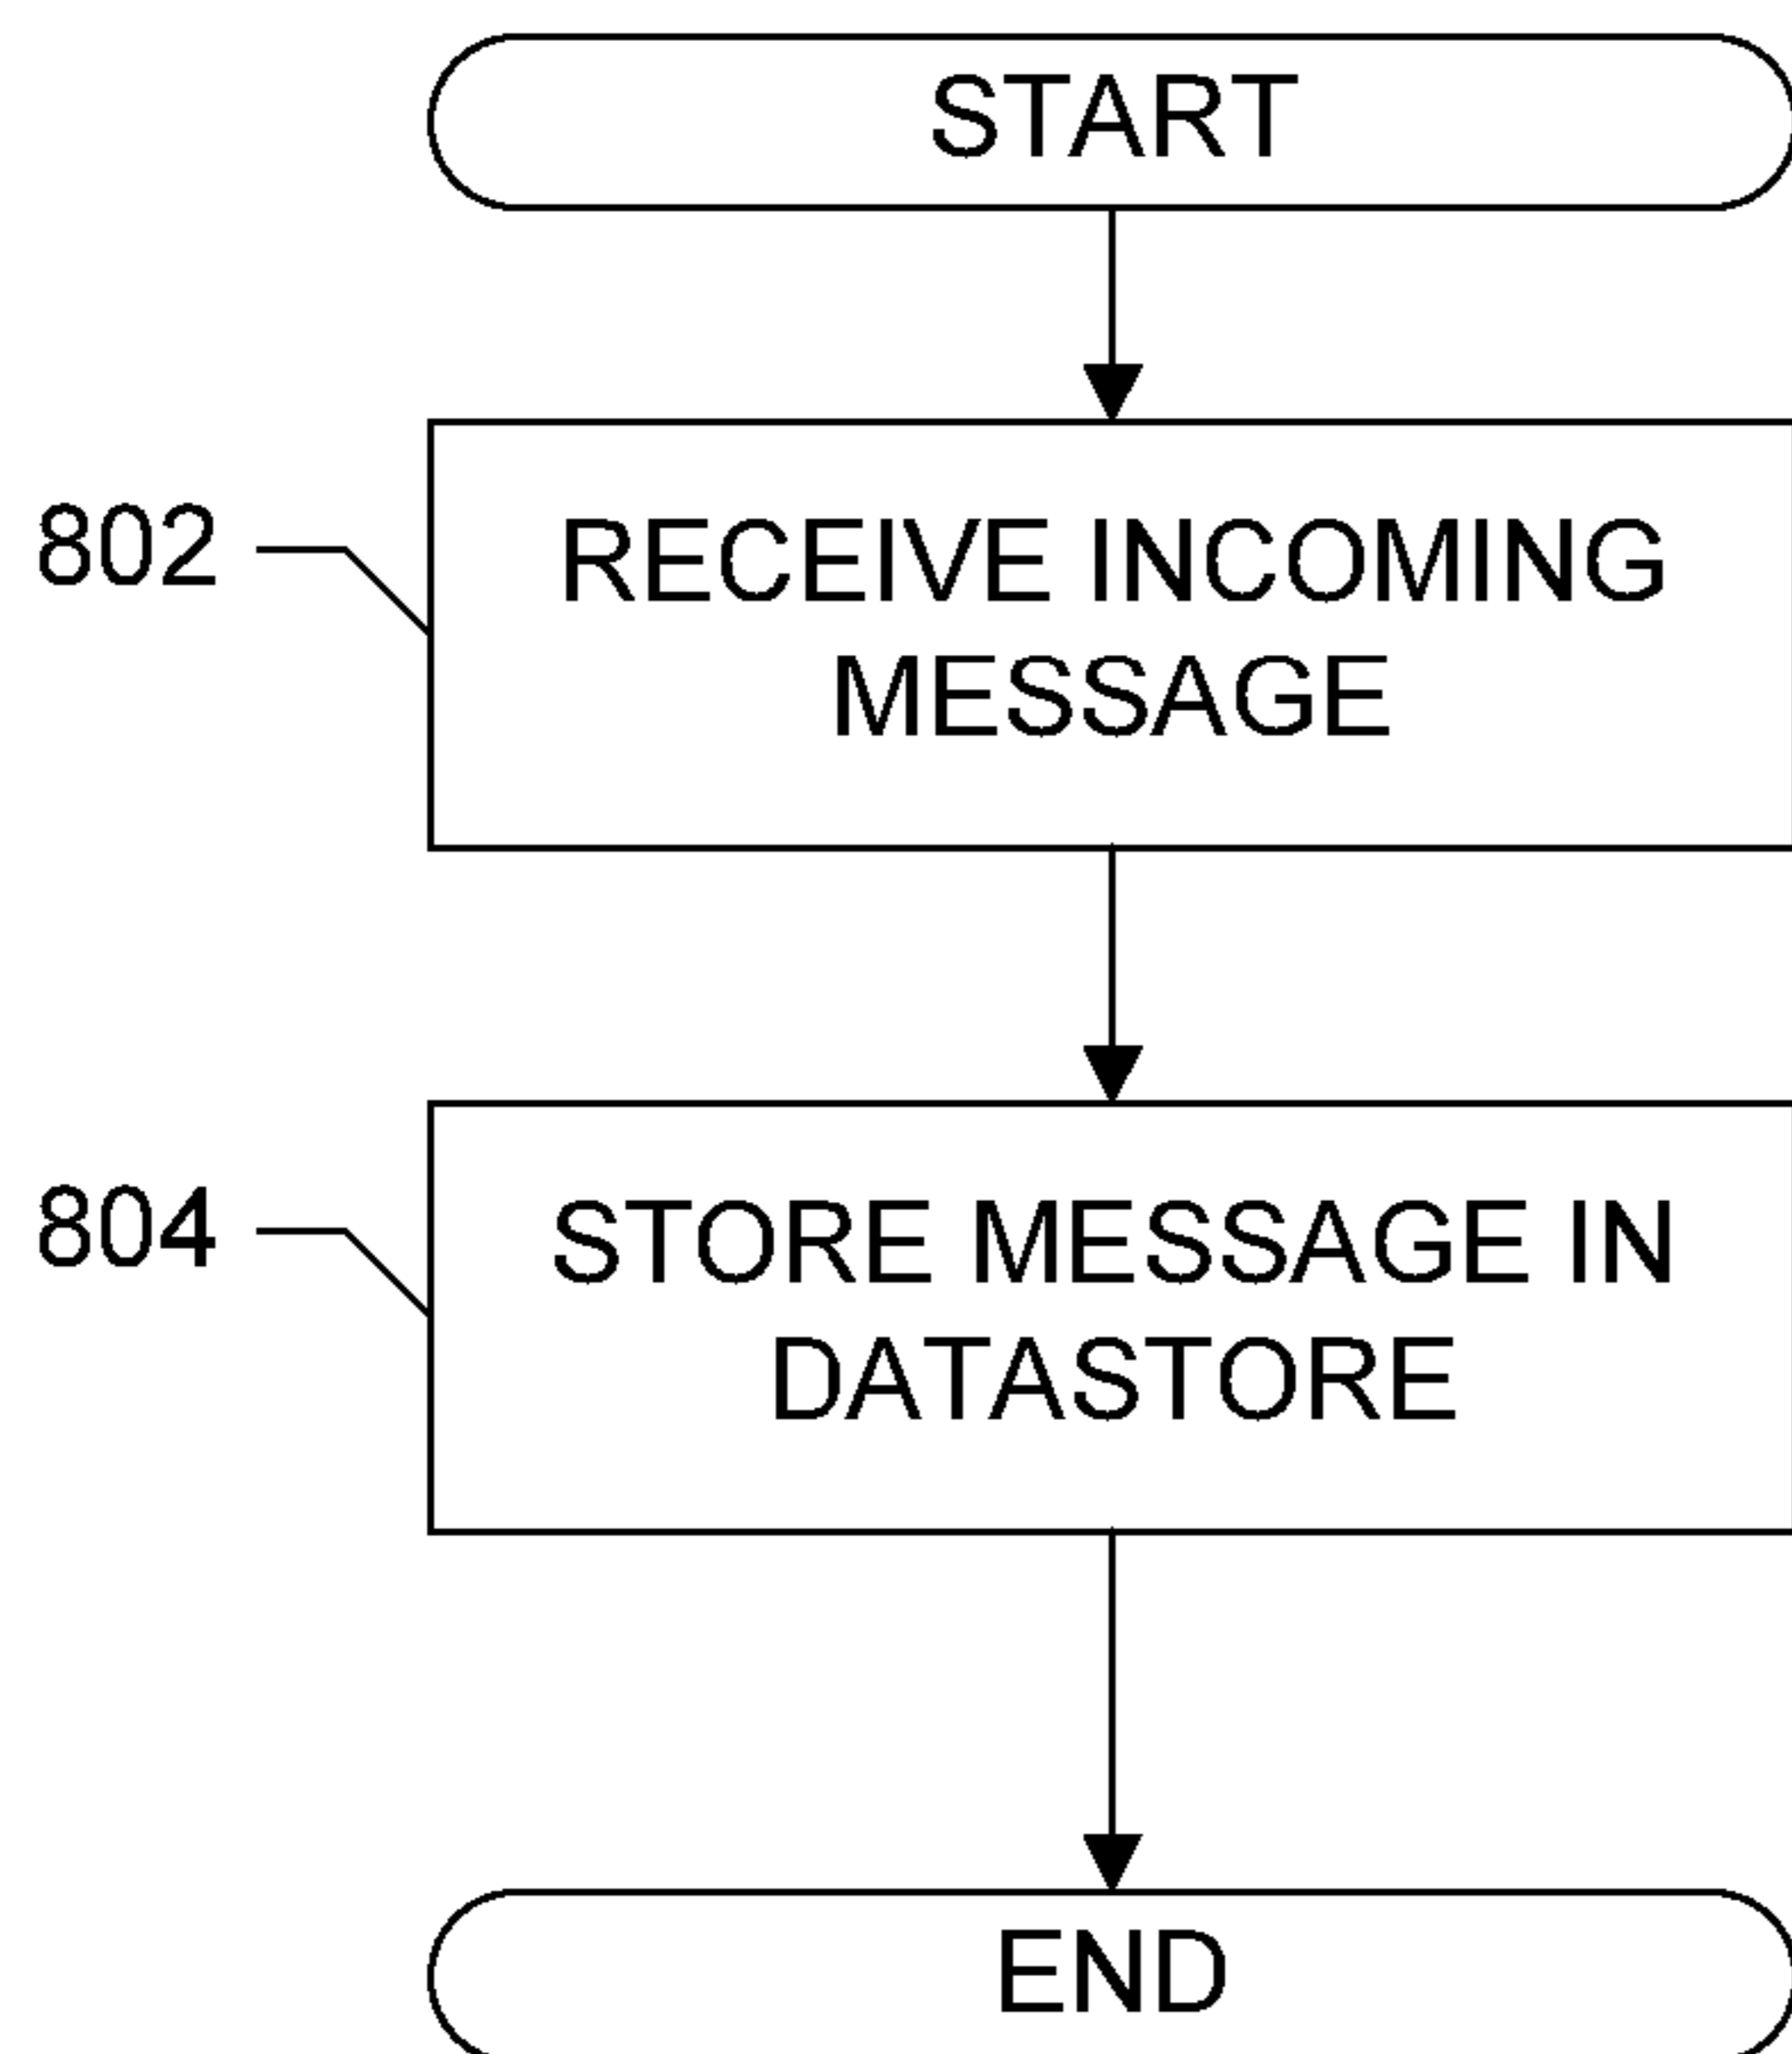 START
802
RECEIVE INCOMING
MESSAGE
804
STORE MESSAGE IN
DATASTORE
END